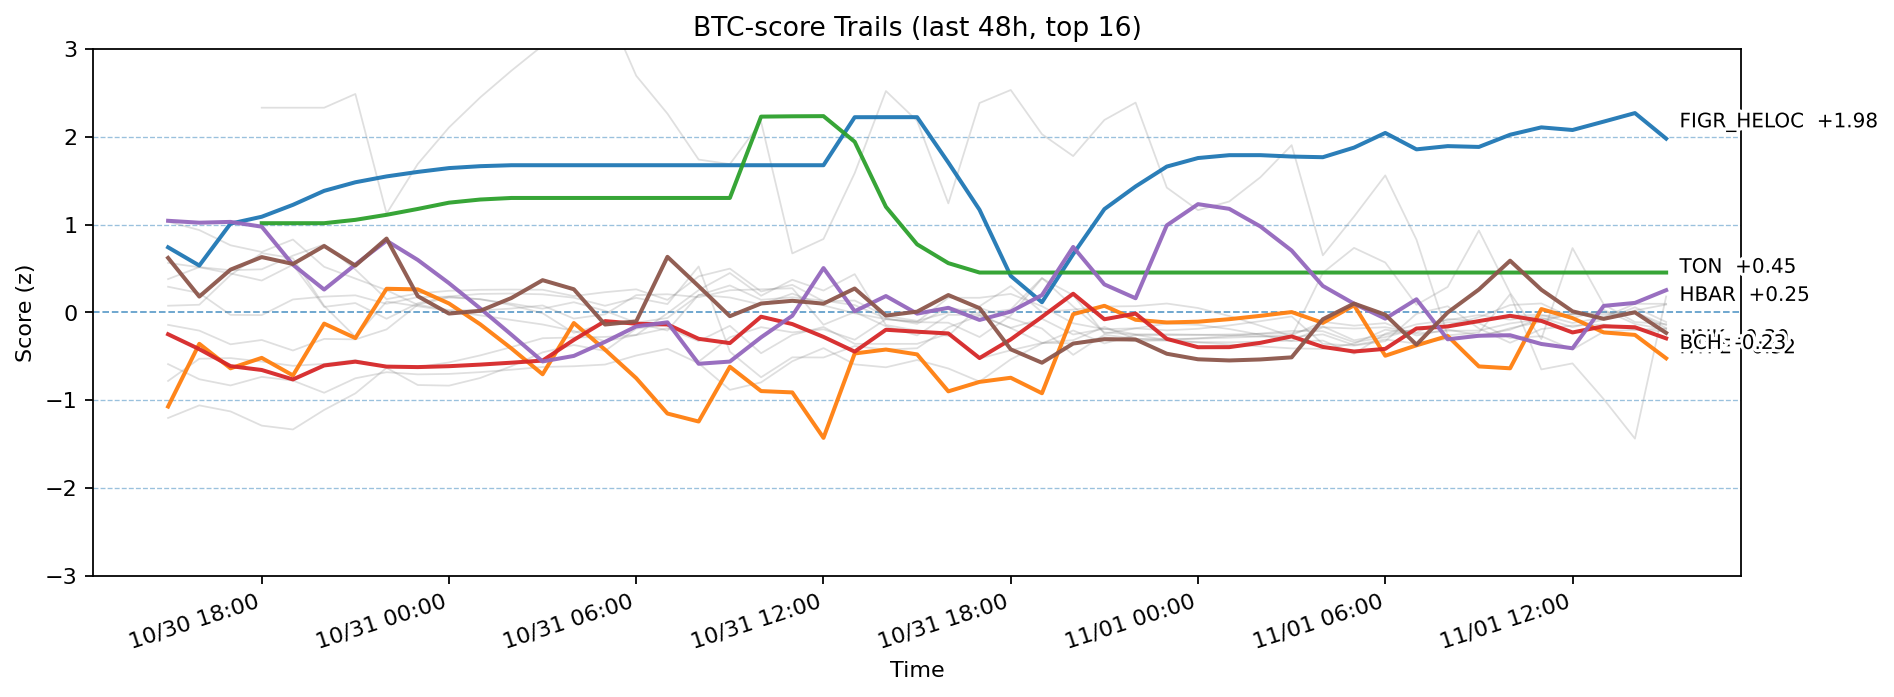 BTC-score Trails (last 48h, top 16)
Score (z)
3
2
1
0
−1
−2
−3
FIGR_HELOC +1.98
TON +0.45
HBAR +0.25
BCH -0.23
10/30 18:00
10/31 00:00
10/31 06:00
10/31 12:00
10/31 18:00
11/01 00:00
11/01 06:00
11/01 12:00
Time